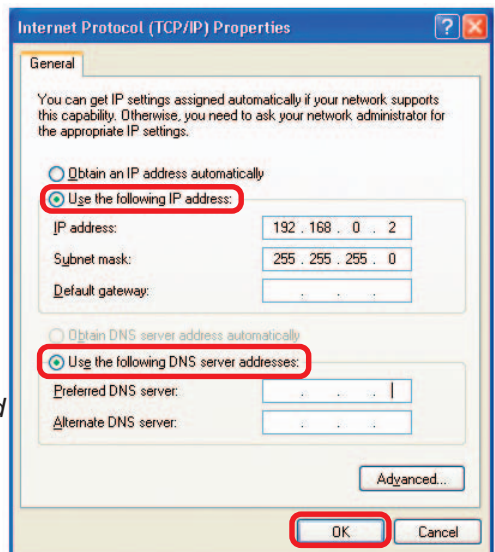 Internet Protocol (TCP/IP) Properties
General
You can get IP settings assigned automatically if your network supports
this capability. Otherwise, you need to ask your network administrator for
the appropriate IP settings.
Obtain an IP address automatically
Use the following IP address:
IP address: 192 . 168 . 0 . 2
Subnet mask: 255 . 255 . 255 . 0
Default gateway: . . .
Obtain DNS server address automatically
Use the following DNS server addresses:
Preferred DNS server: . . .
d
Alternate DNS server: . . .
Advanced...
OK Cancel